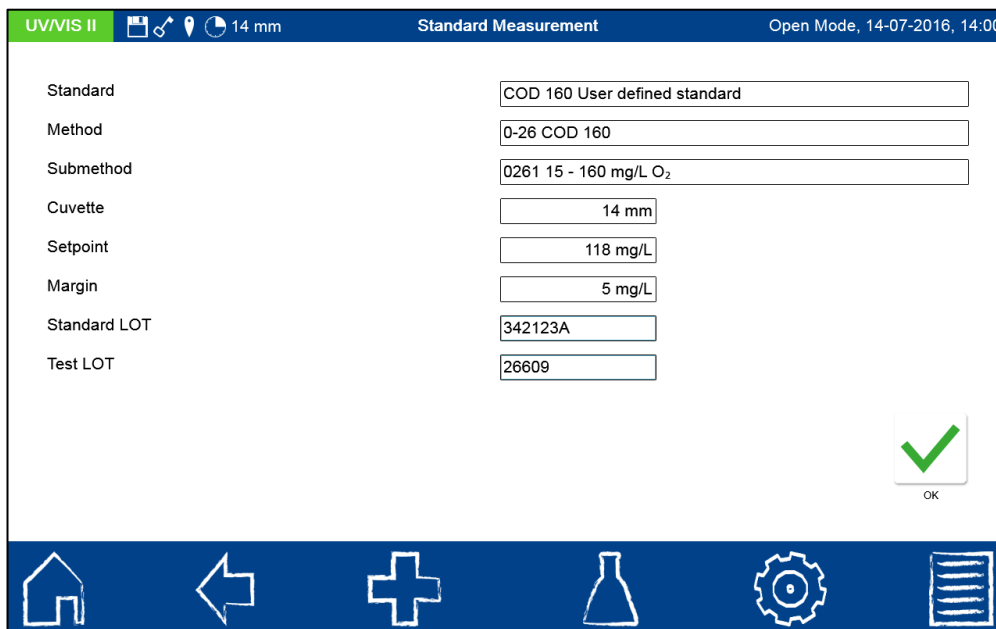 UV/VIS II 14 mm Standard Measurement Open Mode, 14-07-2016, 14:00
Standard COD 160 User defined standard
Method 0-26 COD 160
Submethod 0261 15 - 160 mg/L O₂
Cuvette 14 mm
Setpoint 118 mg/L
Margin 5 mg/L
Standard LOT 342123A
Test LOT 26609
OK